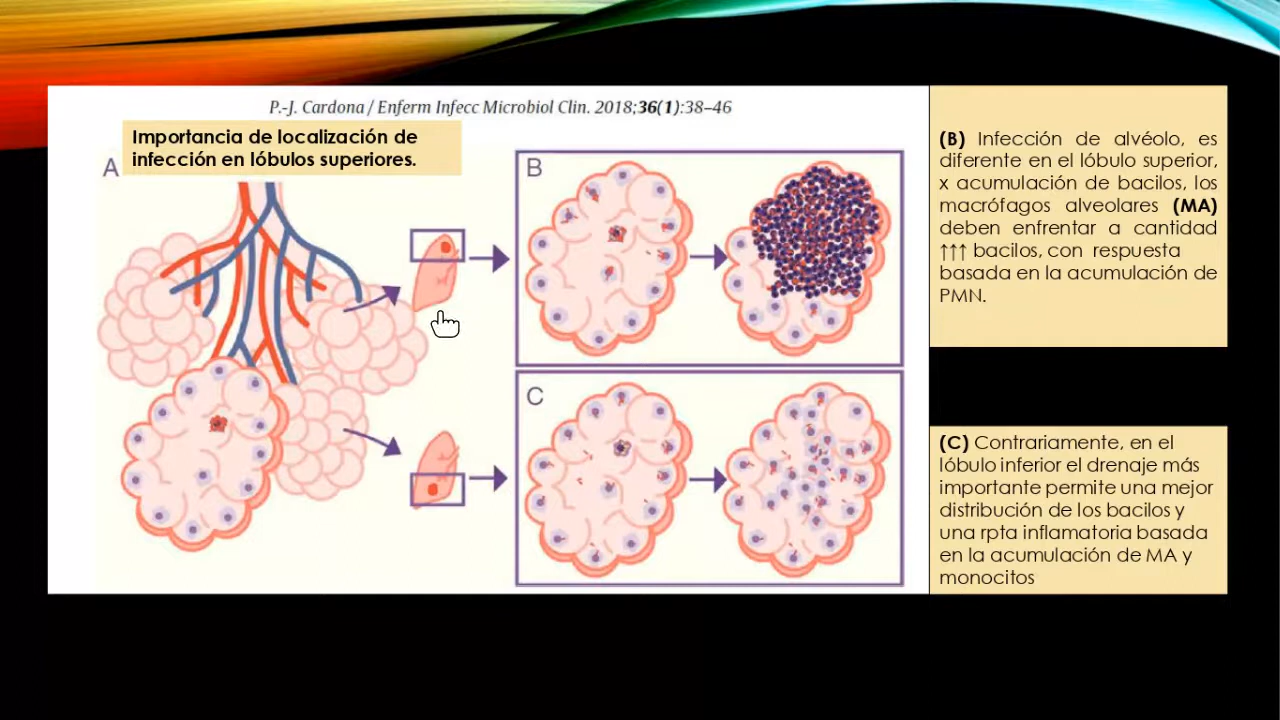 P.-J. Cardona / Enferm Infecc Microbiol Clin. 2018;36(1):38–46
Importancia de localización de
infección en lóbulos superiores.
A
B
C
(B) Infección de alvéolo, es
diferente en el lóbulo superior,
x acumulación de bacilos, los
macrófagos alveolares (MA)
deben enfrentar a cantidad
↑↑↑ bacilos, con respuesta
basada en la acumulación de
PMN.
(C) Contrariamente, en el
lóbulo inferior el drenaje más
importante permite una mejor
distribución de los bacilos y
una rpta inflamatoria basada
en la acumulación de MA y
monocitos